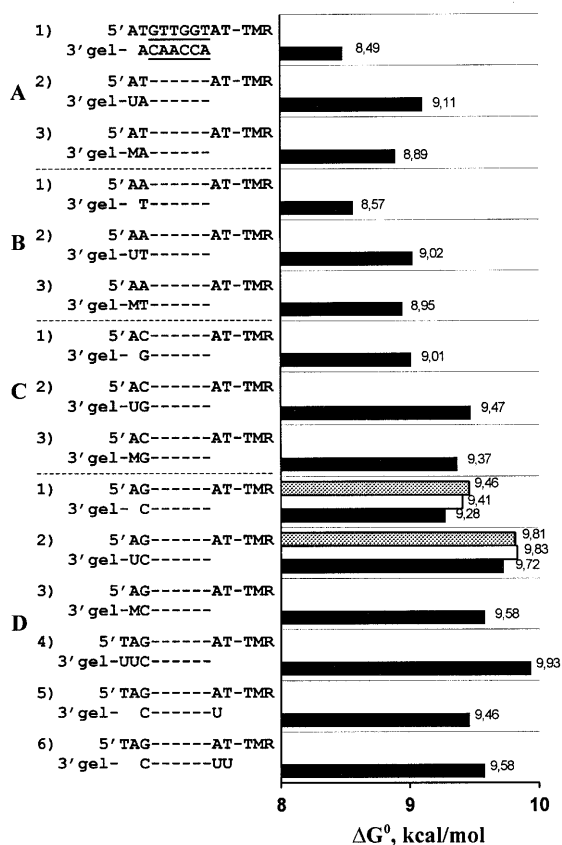 1) 5'ATGTTGGTAT-TMR
3'gel- ACAACCA
8,49
A
2) 5'AT------AT-TMR
3'gel-UA------
9,11
3) 5'AT------AT-TMR
3'gel-MA------
8,89
1) 5'AA------AT-TMR
3'gel- T------
8,57
B
2) 5'AA------AT-TMR
3'gel-UT------
9,02
3) 5'AA------AT-TMR
3'gel-MT------
8,95
1) 5'AC------AT-TMR
3'gel- G------
9,01
C
2) 5'AC------AT-TMR
3'gel-UG------
9,47
3) 5'AC------AT-TMR
3'gel-MG------
9,37
1) 5'AG------AT-TMR
3'gel- C------
9,46
9,41
9,28
2) 5'AG------AT-TMR
3'gel-UC------
9,81
9,83
9,72
3) 5'AG------AT-TMR
3'gel-MC------
9,58
D
4) 5'TAG------AT-TMR
3'gel-UUC------
9,93
5) 5'TAG------AT-TMR
3'gel- C------U
9,46
6) 5'TAG------AT-TMR
3'gel- C------UU
9,58
8 9 10
ΔG⁰, kcal/mol